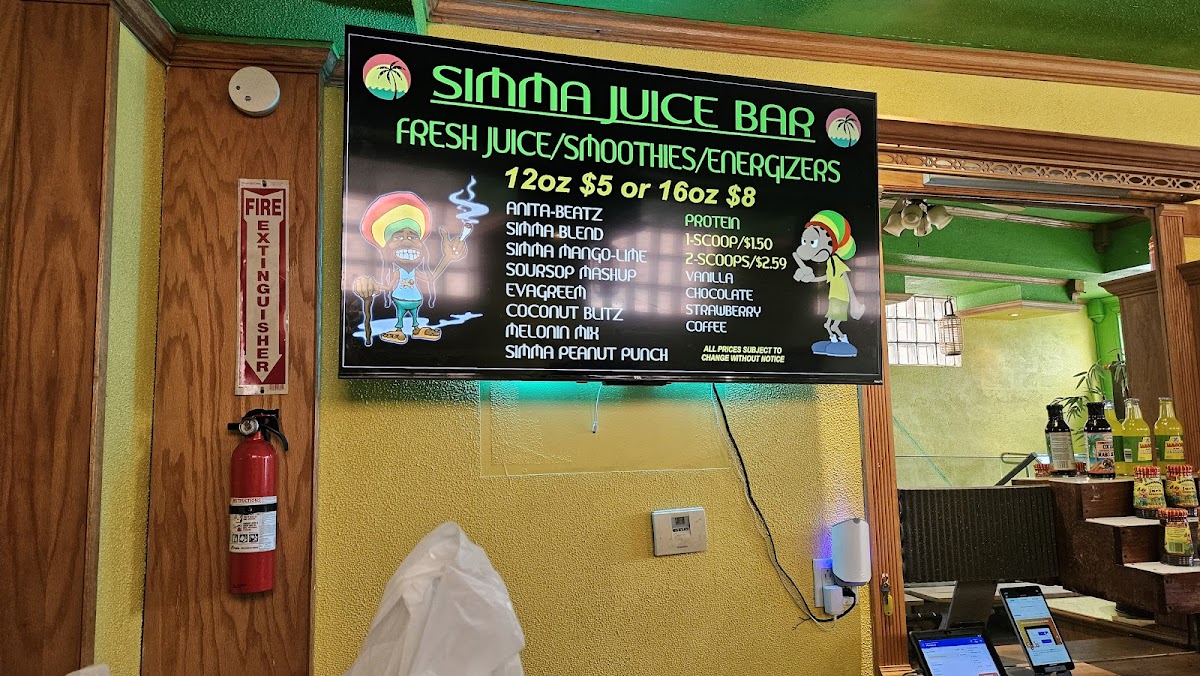 SIMMA JUICE BAR
FRESH JUICE/SMOOTHIES/ENERGIZERS
12oz $5 or 16oz $8
ANITA-BEATZ
SIMMA BLEND
SIMMA MANGO-LIME
SOURSOP MASHUP
EVAGREEM
COCONUT BLITZ
MELONIN MIX
SIMMA PEANUT PUNCH
PROTEIN
1-SCOOP/$1.50
2-SCOOPS/$2.59
VANILLA
CHOCOLATE
STRAWBERRY
COFFEE
ALL PRICES SUBJECT TO
CHANGE WITHOUT NOTICE
FIRE
EXTINGUISHER
INSTRUCTIONS